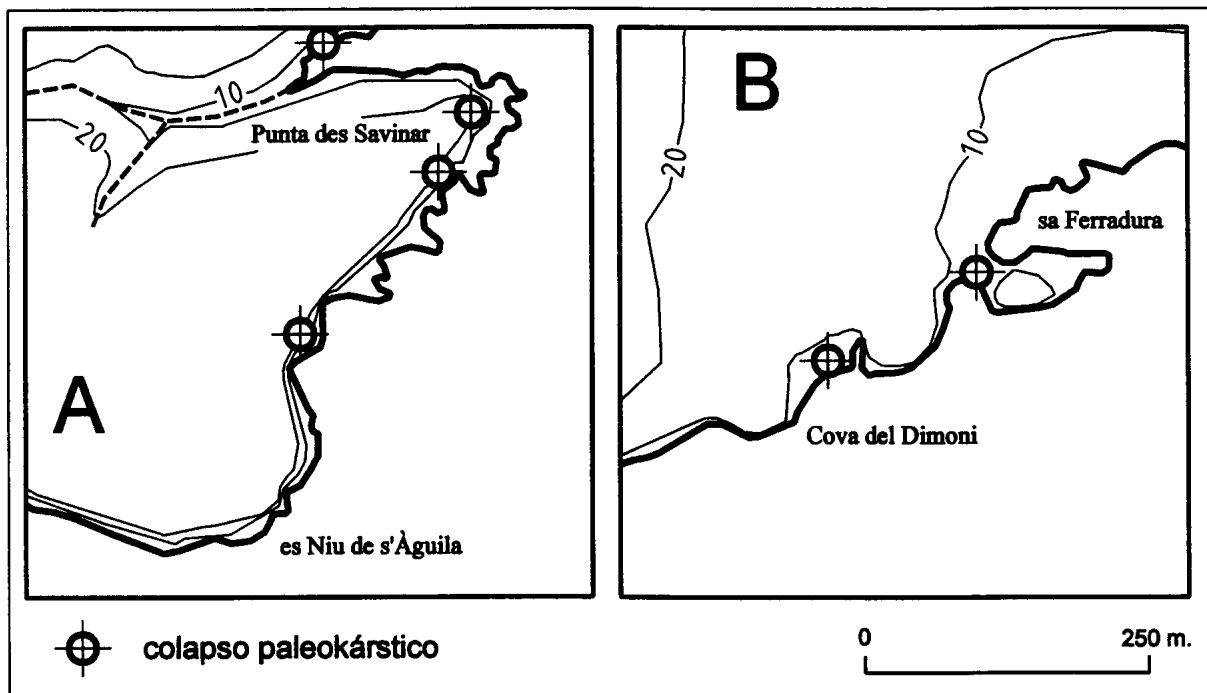 10
20
Punta des Savinar
A
es Niu de s'Àguila
B
20
10
sa Ferradura
Cova del Dimoni
colapso paleokárstico
0 250 m.